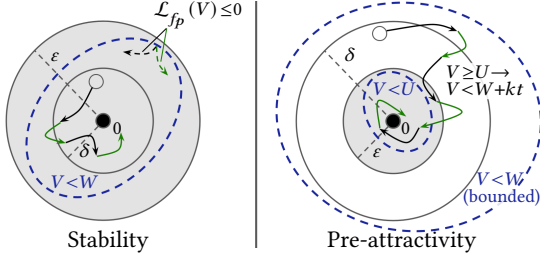 𝓛_{f_p}(V) ≤0
ε
0
δ
V<W
Stability
δ
V<U
V≥U→
V<W+kt
0
ε
V<W
(bounded)
Pre-attractivity